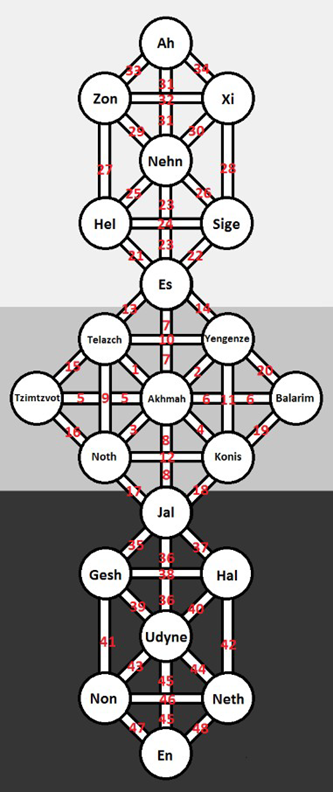 Ah
33 34
31
Zon 32 Xi
31
29 30
Nehn
27 28
25 26
23
Hel 24 Sige
23
21 22
Es
13 14
7
Telazch 10 Yengenze
7
15 1 2 20
Tzimtzvot 5 9 5 Akhmah 6 11 6 Balarim
16 3 4 19
8
Noth 12 Konis
8
17 18
Jal
35 37
36
Gesh 38 Hal
36
39 40
Udyne
41 42
43 44
45
Non 46 Neth
45
47 48
En